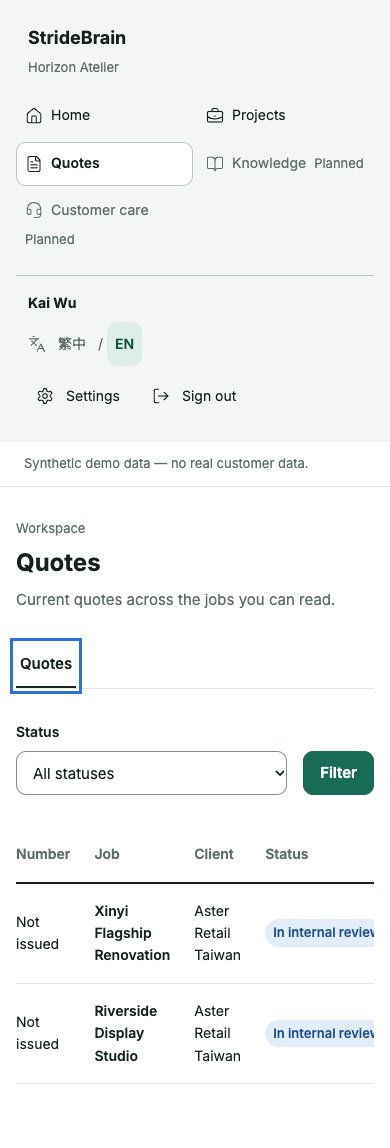 StrideBrain
Horizon Atelier
Home
Projects
Quotes
Knowledge Planned
Customer care
Planned
Kai Wu
繁中 / EN
Settings
Sign out
Synthetic demo data — no real customer data.
Workspace
Quotes
Current quotes across the jobs you can read.
Quotes
Status
All statuses
Filter
Number Job Client Status
Not issued
Xinyi Flagship Renovation
Aster Retail Taiwan
In internal review
Not issued
Riverside Display Studio
Aster Retail Taiwan
In internal review